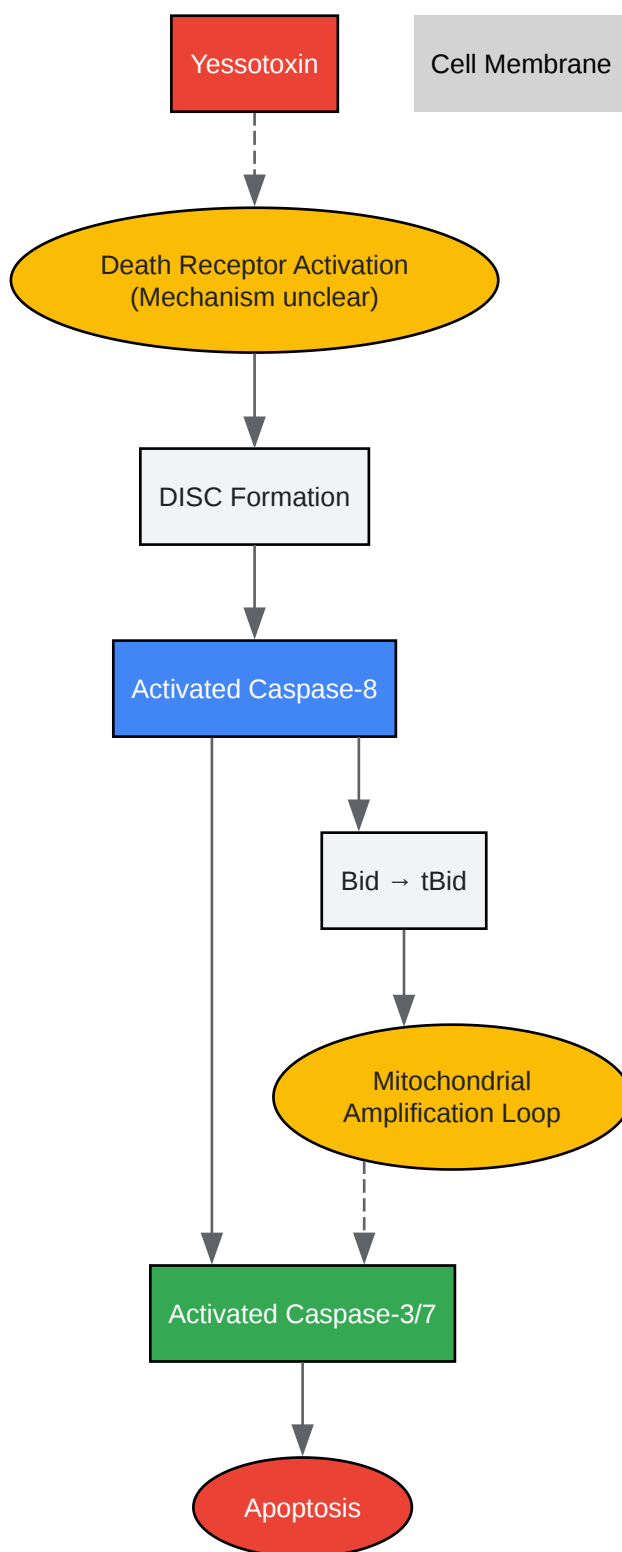 Yessotoxin
Cell Membrane
Death Receptor Activation
(Mechanism unclear)
DISC Formation
Activated Caspase-8
Bid → tBid
Mitochondrial
Amplification Loop
Activated Caspase-3/7
Apoptosis